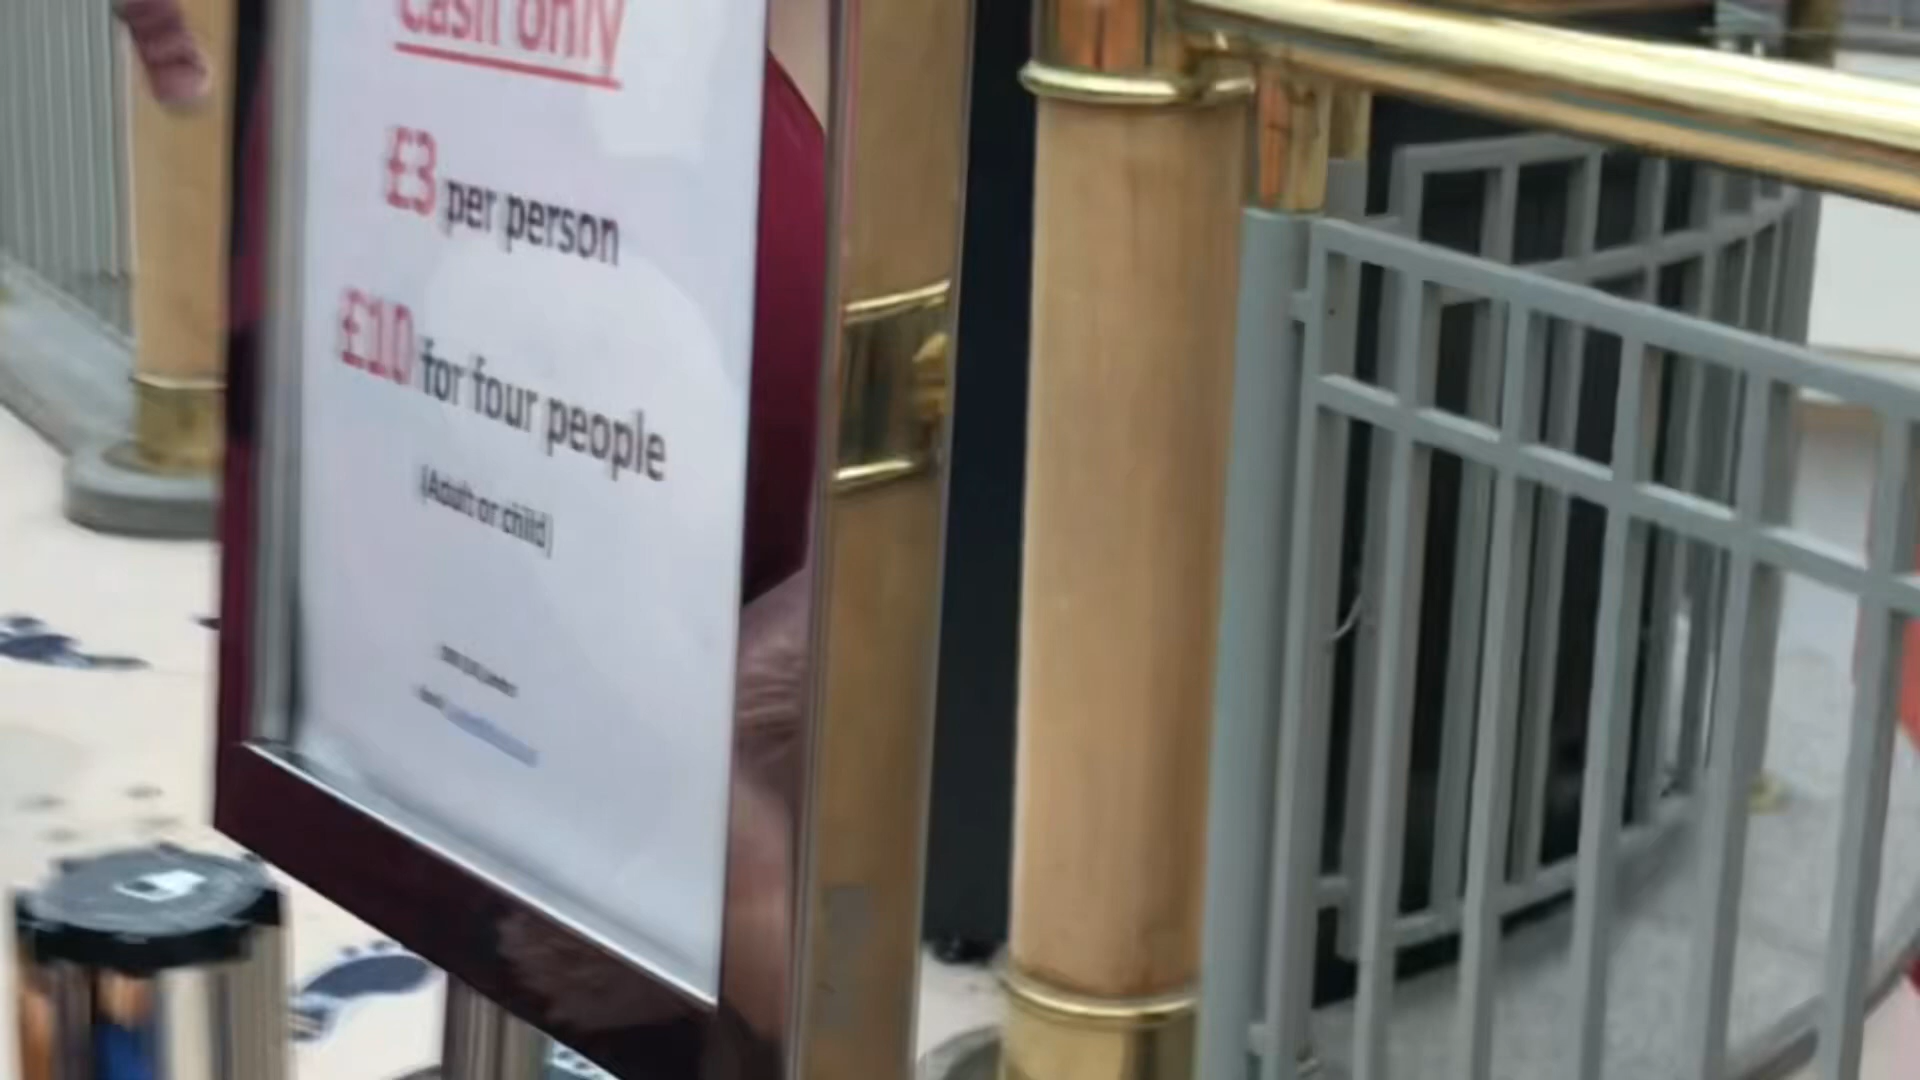 Cash only
£3 per person
£10 for four people
(Adult or child)